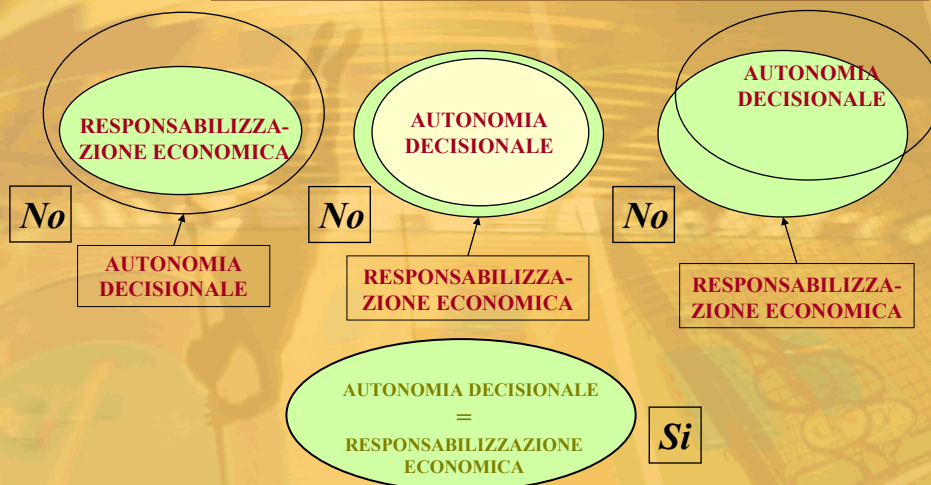 RESPONSABILIZZA-
ZIONE ECONOMICA
No
AUTONOMIA
DECISIONALE
AUTONOMIA
DECISIONALE
No
RESPONSABILIZZA-
ZIONE ECONOMICA
AUTONOMIA
DECISIONALE
No
RESPONSABILIZZA-
ZIONE ECONOMICA
AUTONOMIA DECISIONALE
=
RESPONSABILIZZAZIONE
ECONOMICA
Si